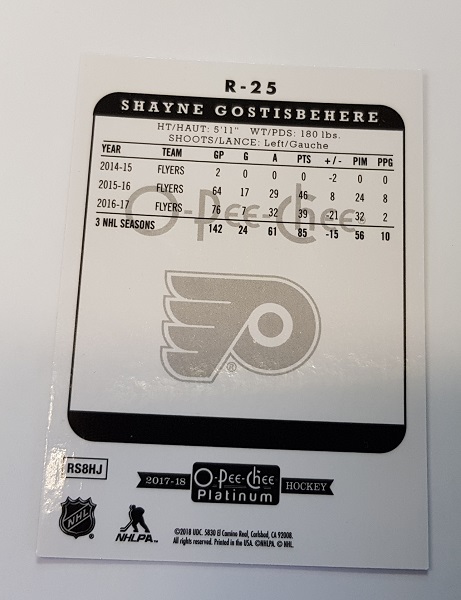 R-25
SHAYNE GOSTISBEHERE
HT/HAUT: 5'11" WT/PDS: 180 lbs.
SHOOTS/LANCE: Left/Gauche
YEAR TEAM GP G A PTS +/- PIM PPG
2014-15 FLYERS 2 0 0 0 -2 0 0
2015-16 FLYERS 64 17 29 46 8 24 8
2016-17 FLYERS 76 7 32 39 -21 32 2
3 NHL SEASONS 142 24 61 85 -15 56 10
O-Pee-Chee
®
RS8HJ
2017-18 O-Pee-Chee Platinum HOCKEY
NHL
NHLPA™
©2018 UDC. 5830 El Camino Real, Carlsbad, CA 92008.
All rights reserved. Printed in the USA. ©NHLPA. © NHL.